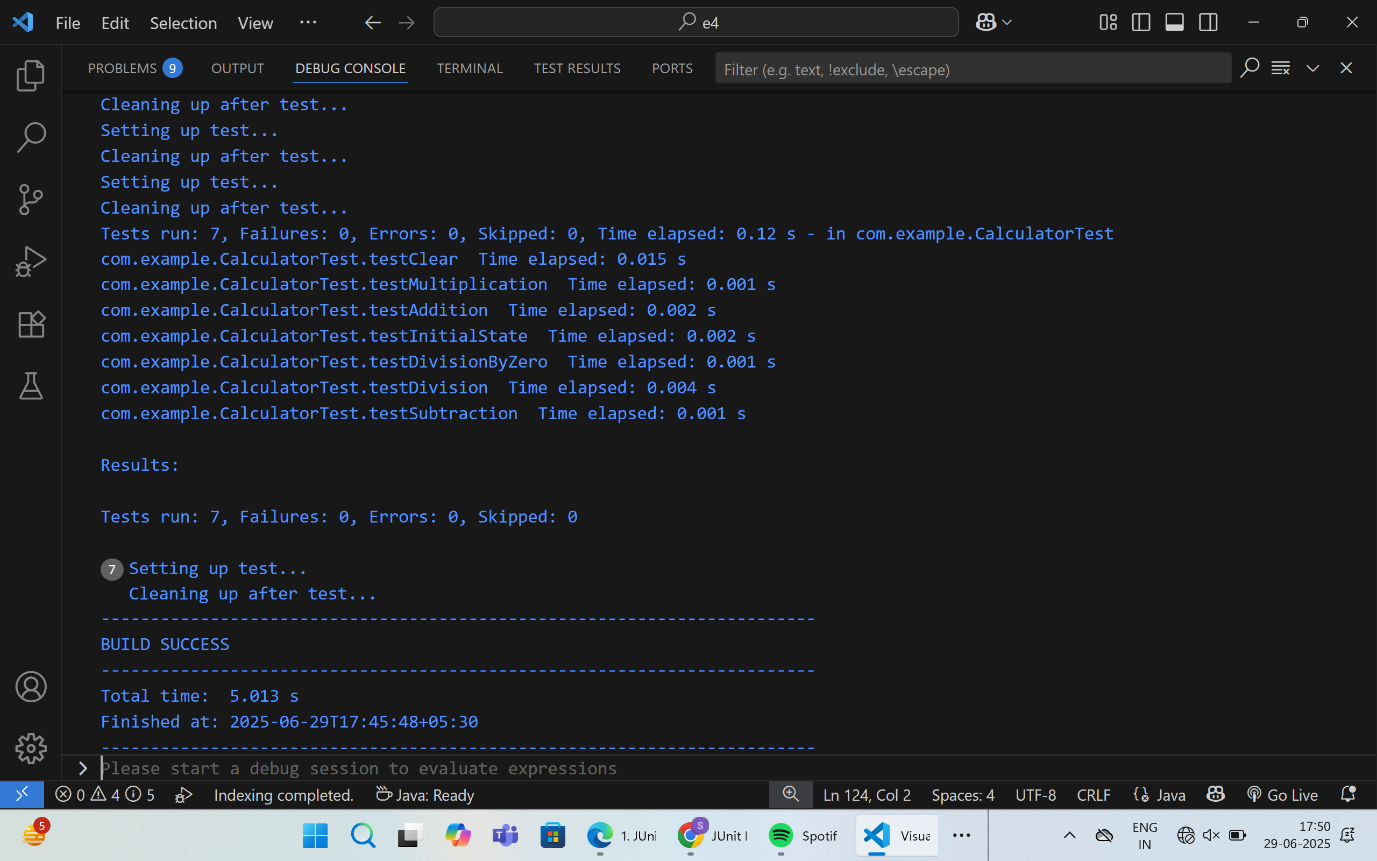 File Edit Selection View ··· e4
PROBLEMS 9 OUTPUT DEBUG CONSOLE TERMINAL TEST RESULTS PORTS Filter (e.g. text, !exclude, \escape)
Cleaning up after test...
Setting up test...
Cleaning up after test...
Setting up test...
Cleaning up after test...
Tests run: 7, Failures: 0, Errors: 0, Skipped: 0, Time elapsed: 0.12 s - in com.example.CalculatorTest
com.example.CalculatorTest.testClear  Time elapsed: 0.015 s
com.example.CalculatorTest.testMultiplication  Time elapsed: 0.001 s
com.example.CalculatorTest.testAddition  Time elapsed: 0.002 s
com.example.CalculatorTest.testInitialState  Time elapsed: 0.002 s
com.example.CalculatorTest.testDivisionByZero  Time elapsed: 0.001 s
com.example.CalculatorTest.testDivision  Time elapsed: 0.004 s
com.example.CalculatorTest.testSubtraction  Time elapsed: 0.001 s
Results:
Tests run: 7, Failures: 0, Errors: 0, Skipped: 0
7 Setting up test...
Cleaning up after test...
------------------------------------------------------------------------
BUILD SUCCESS
------------------------------------------------------------------------
Total time:  5.013 s
Finished at: 2025-06-29T17:45:48+05:30
------------------------------------------------------------------------
> Please start a debug session to evaluate expressions
0 4 5 Indexing completed. Java: Ready Ln 124, Col 2 Spaces: 4 UTF-8 CRLF {} Java Go Live
5 T S 1. JUni JUnit I Spotif Visua ··· ENG 17:50
IN 29-06-2025